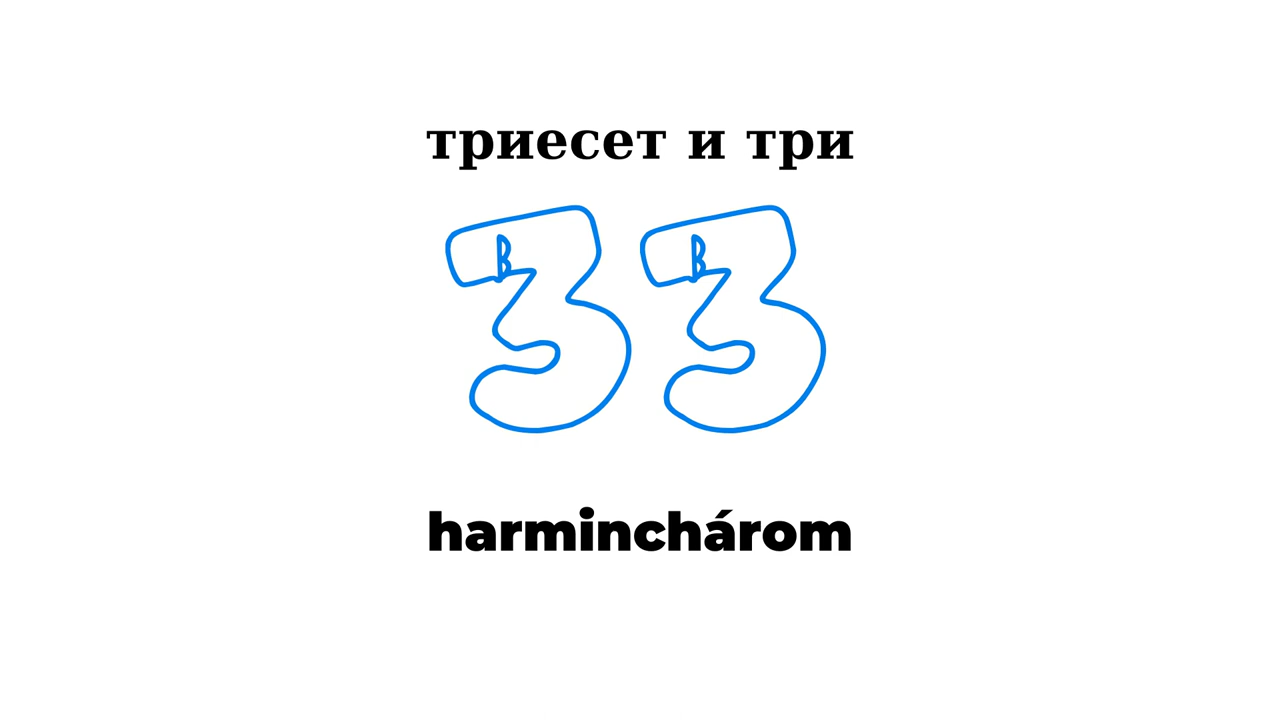 триесет и три
33
harminchárom